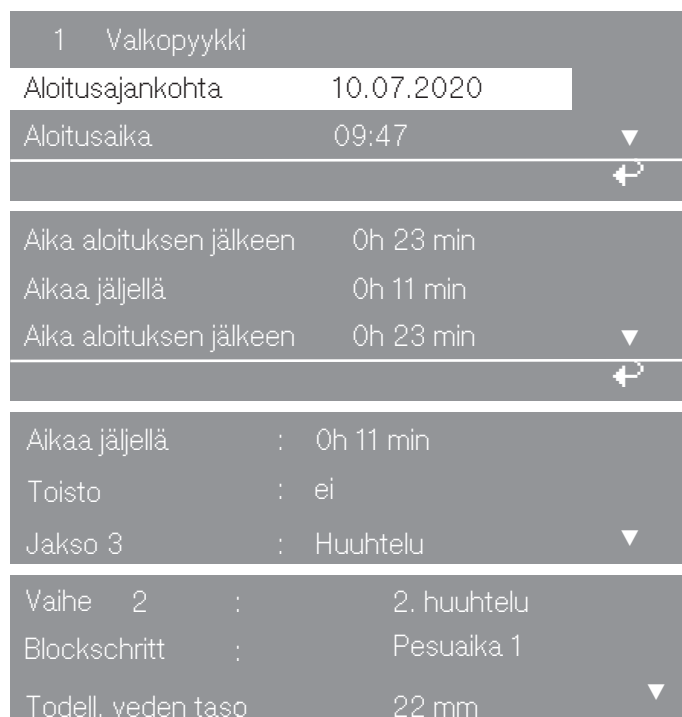 1 Valkopyykki
Aloitusajankohta 10.07.2020
Aloitusaika 09:47
Aika aloituksen jälkeen 0h 23 min
Aikaa jäljellä 0h 11 min
Aika aloituksen jälkeen 0h 23 min
Aikaa jäljellä : 0h 11 min
Toisto : ei
Jakso 3 : Huuhtelu
Vaihe 2 : 2. huuhtelu
Blockschritt : Pesuaika 1
Todell. veden taso 22 mm